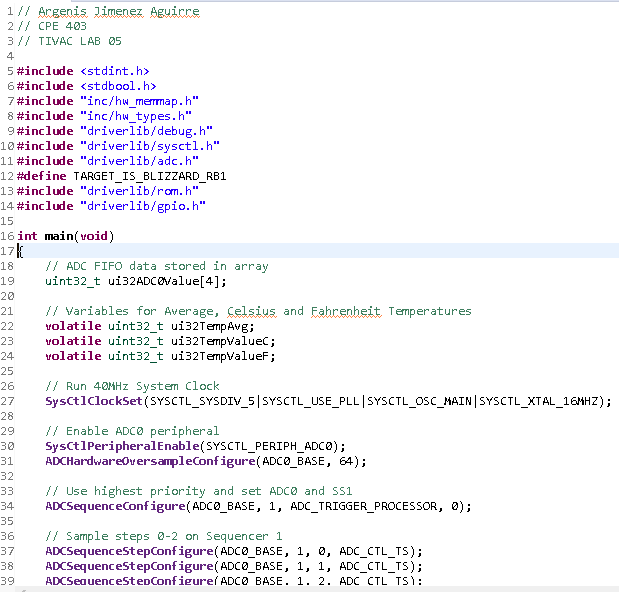 1 // Argenis Jimenez Aguirre
2 // CPE 403
3 // TIVAC LAB 05
4
5 #include <stdint.h>
6 #include <stdbool.h>
7 #include "inc/hw_memmap.h"
8 #include "inc/hw_types.h"
9 #include "driverlib/debug.h"
10 #include "driverlib/sysctl.h"
11 #include "driverlib/adc.h"
12 #define TARGET_IS_BLIZZARD_RB1
13 #include "driverlib/rom.h"
14 #include "driverlib/gpio.h"
15
16 int main(void)
17 {
18     // ADC FIFO data stored in array
19     uint32_t ui32ADC0Value[4];
20
21     // Variables for Average, Celsius and Fahrenheit Temperatures
22     volatile uint32_t ui32TempAvg;
23     volatile uint32_t ui32TempValueC;
24     volatile uint32_t ui32TempValueF;
25
26     // Run 40MHz System Clock
27     SysCtlClockSet(SYSCTL_SYSDIV_5|SYSCTL_USE_PLL|SYSCTL_OSC_MAIN|SYSCTL_XTAL_16MHZ);
28
29     // Enable ADC0 peripheral
30     SysCtlPeripheralEnable(SYSCTL_PERIPH_ADC0);
31     ADCHardwareOversampleConfigure(ADC0_BASE, 64);
32
33     // Use highest priority and set ADC0 and SS1
34     ADCSequenceConfigure(ADC0_BASE, 1, ADC_TRIGGER_PROCESSOR, 0);
35
36     // Sample steps 0-2 on Sequencer 1
37     ADCSequenceStepConfigure(ADC0_BASE, 1, 0, ADC_CTL_TS);
38     ADCSequenceStepConfigure(ADC0_BASE, 1, 1, ADC_CTL_TS);
39     ADCSequenceStepConfigure(ADC0_BASE, 1, 2, ADC_CTL_TS);